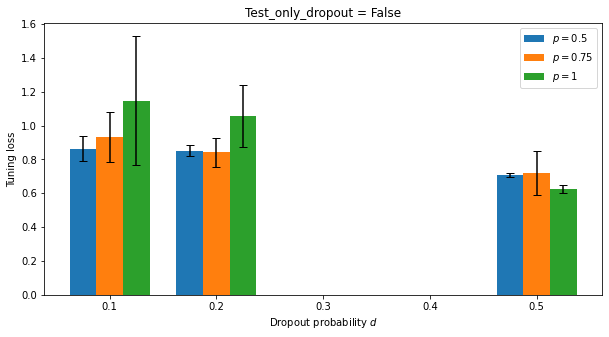 Test_only_dropout = False
Tuning loss
1.6
1.4
1.2
1.0
0.8
0.6
0.4
0.2
0.0
p = 0.5
p = 0.75
p = 1
0.1 0.2 0.3 0.4 0.5
Dropout probability d